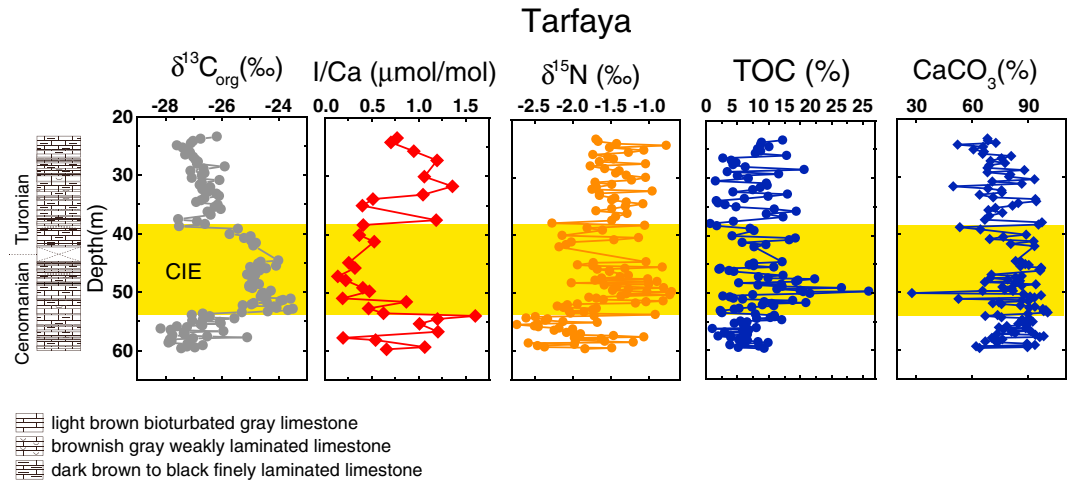 Tarfaya
δ13Corg(‰) I/Ca (μmol/mol) δ15N (‰) TOC (%) CaCO3(%)
-28 -26 -24 0.0 0.5 1.0 1.5 -2.5 -2.0 -1.5 -1.0 0 5 10 15 20 25 25 30 60 90
20
30
40
50
60
Depth(m)
Turonian
Cenomanian
CIE
light brown bioturbated gray limestone
brownish gray weakly laminated limestone
dark brown to black finely laminated limestone